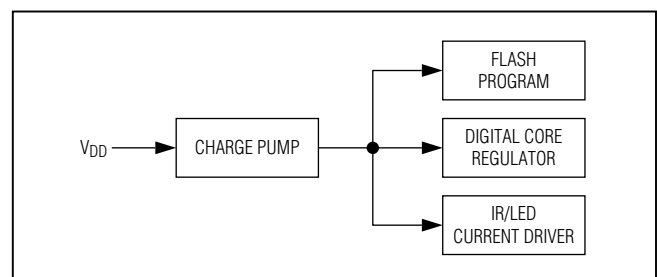 FLASH
PROGRAM
VDD
CHARGE PUMP
DIGITAL CORE
REGULATOR
IR/LED
CURRENT DRIVER